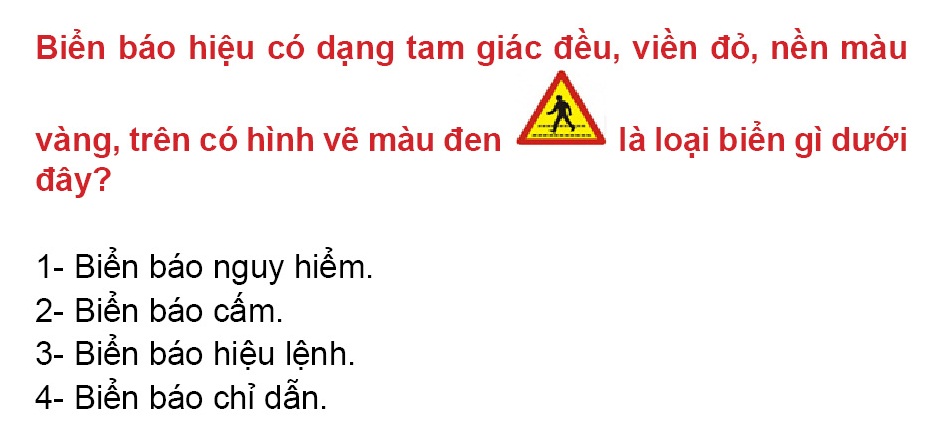 Biển báo hiệu có dạng tam giác đều, viền đỏ, nền màu
vàng, trên có hình vẽ màu đen là loại biển gì dưới
đây?
1- Biển báo nguy hiểm.
2- Biển báo cấm.
3- Biển báo hiệu lệnh.
4- Biển báo chỉ dẫn.